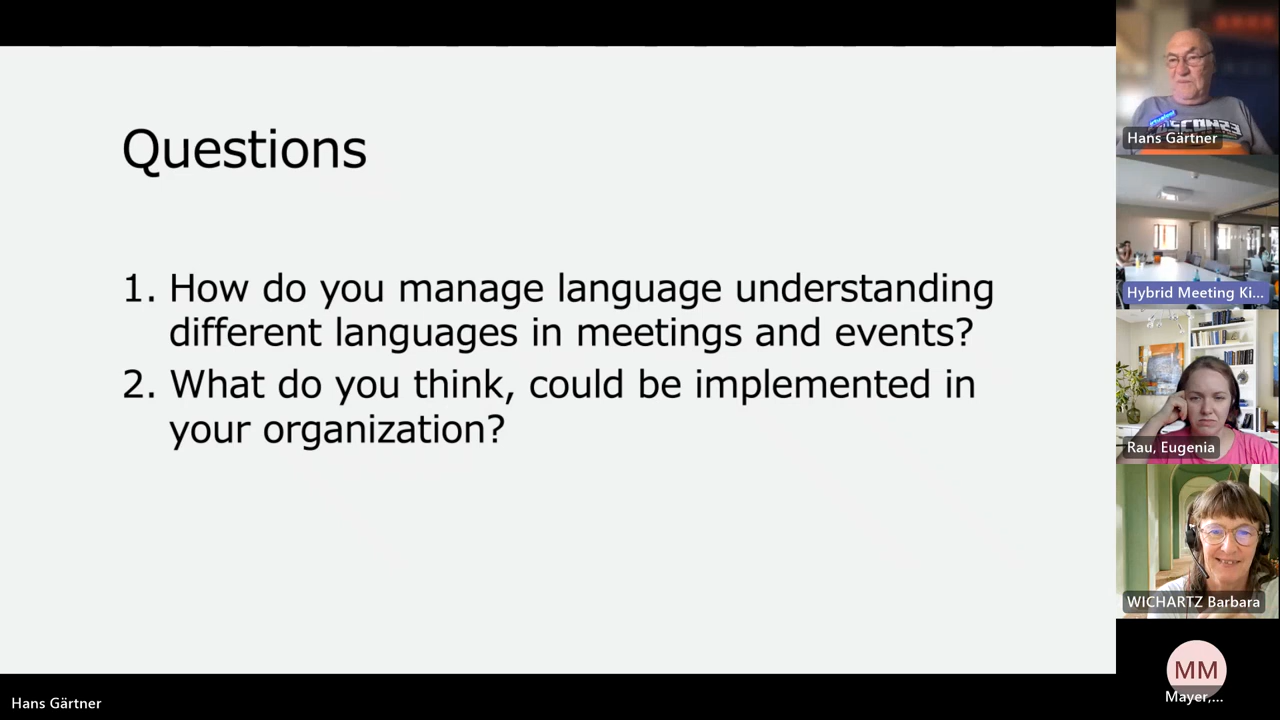 Questions
1. How do you manage language understanding
different languages in meetings and events?
2. What do you think, could be implemented in
your organization?
Hans Gärtner
Hans Gärtner
Hybrid Meeting Ki...
Rau, Eugenia
WICHARTZ Barbara
MM
Mayer,...